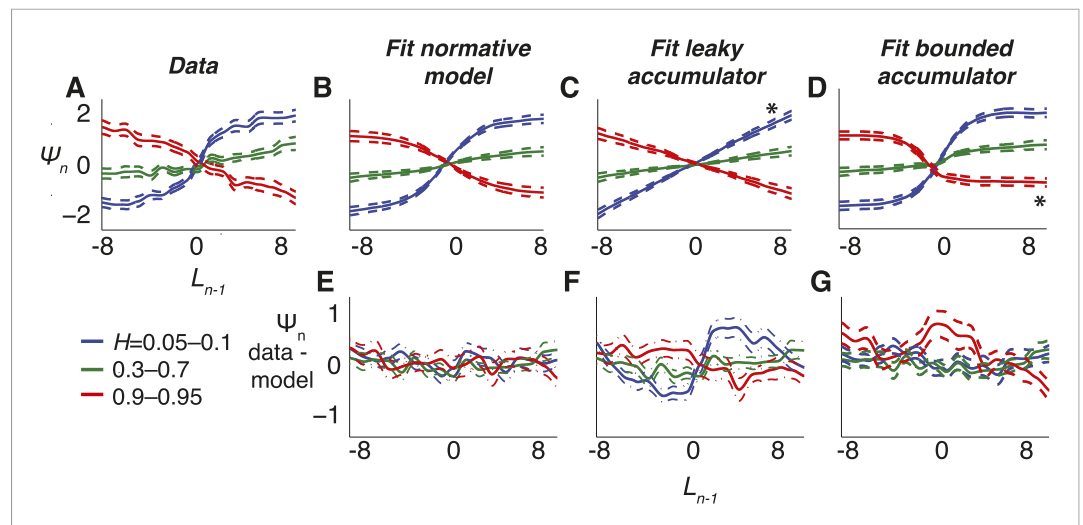 Data
Fit normative
model
Fit leaky
accumulator
Fit bounded
accumulator
A
B
C
D
*
*
2
0
−2
Ψn
-8 0 8
-8 0 8
-8 0 8
-8 0 8
Ln-1
E
F
G
H=0.05–0.1
0.3–0.7
0.9–0.95
Ψn
data -
model
1
0
−1
-8 0 8
-8 0 8
-8 0 8
Ln-1